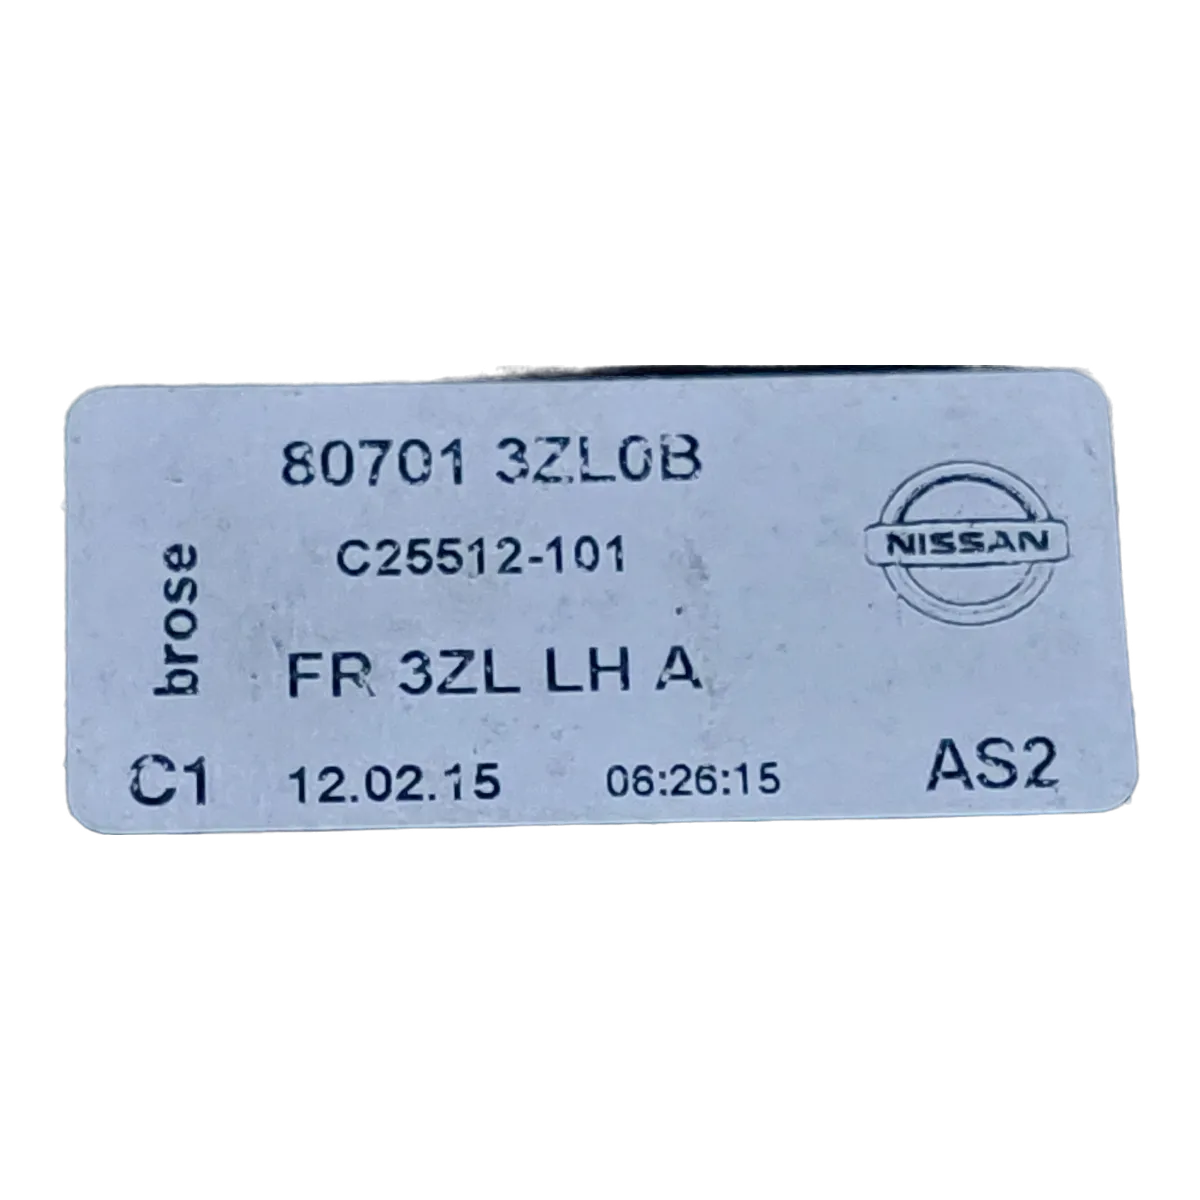 80701 3ZL0B
C25512-101
NISSAN
brose
FR 3ZL LH A
C1 12.02.15 06:26:15 AS2